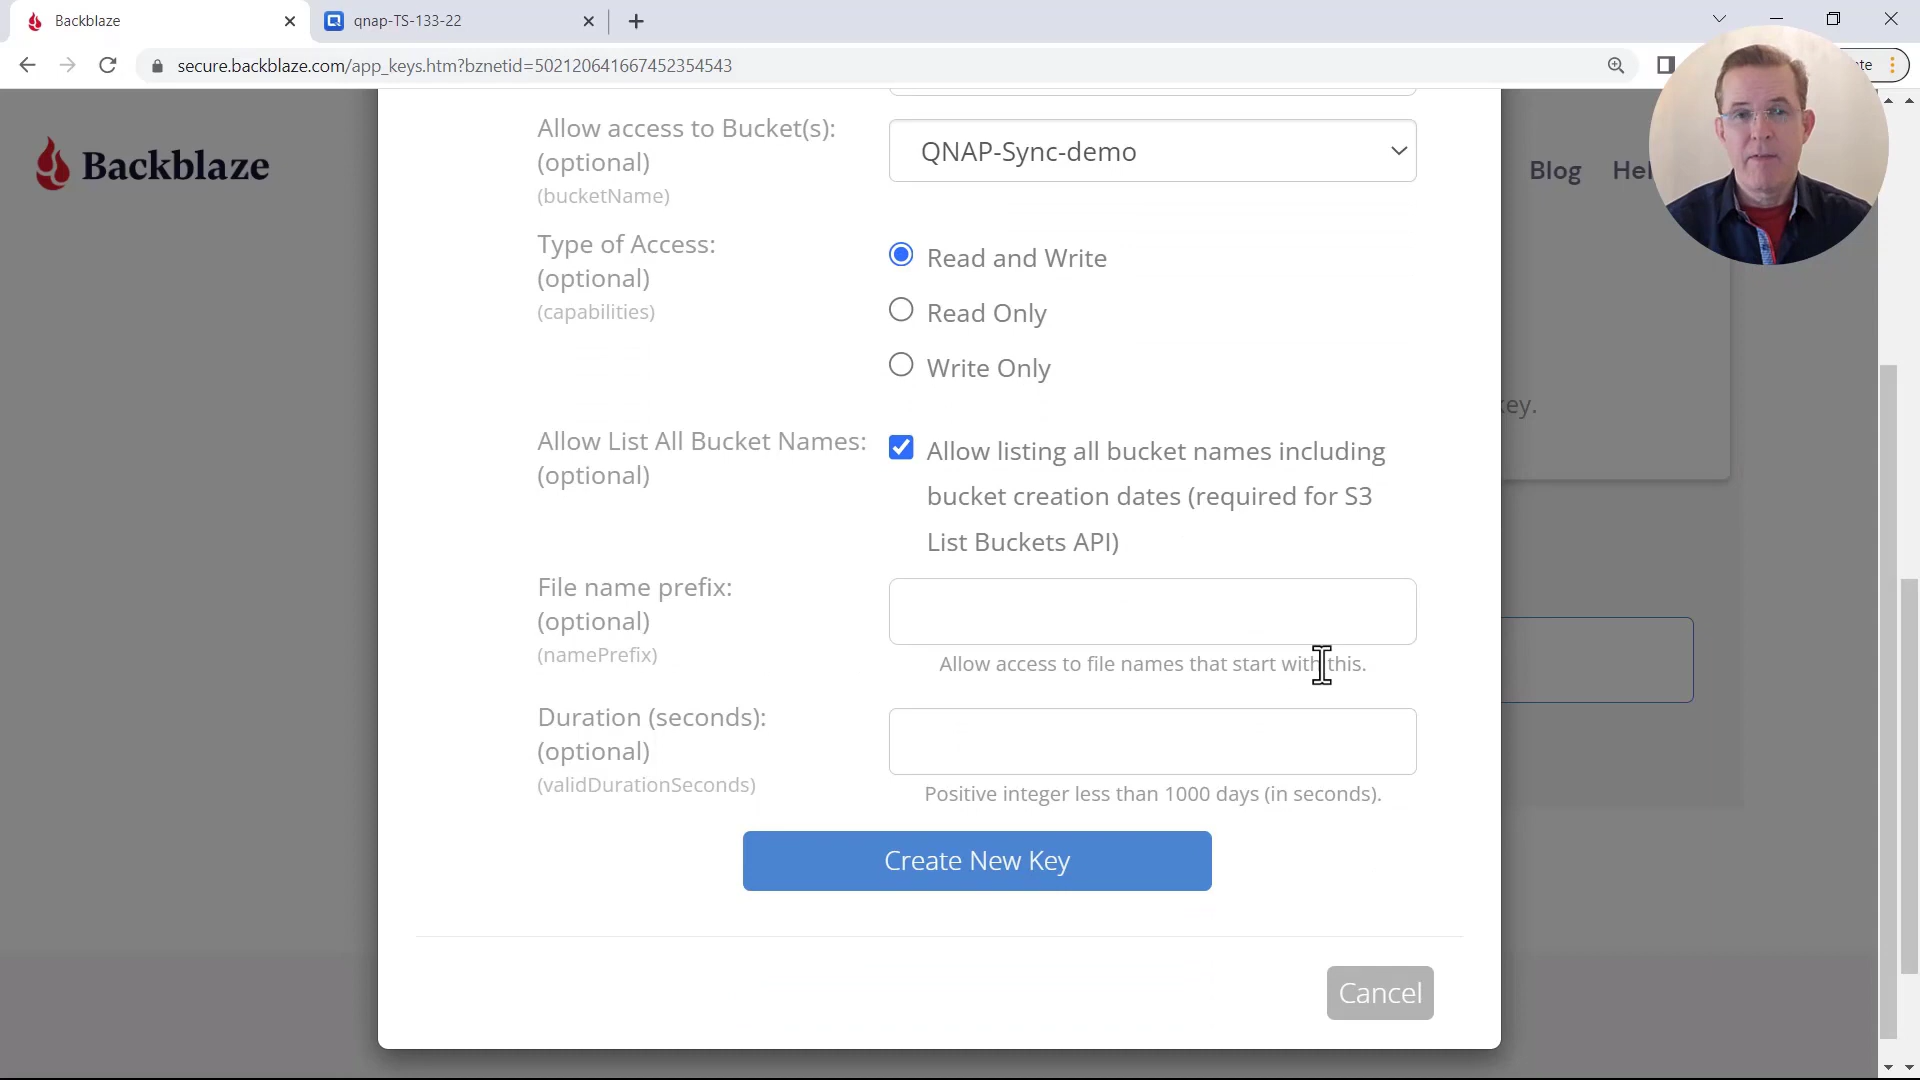 Backblaze
qnap-TS-133-22
secure.backblaze.com/app_keys.htm?bznetid=502120641667452354543
Backblaze
Blog
Allow access to Bucket(s):
(optional)
(bucketName)
QNAP-Sync-demo
Type of Access:
(optional)
(capabilities)
Read and Write
Read Only
Write Only
key.
Allow List All Bucket Names:
(optional)
Allow listing all bucket names including
bucket creation dates (required for S3
List Buckets API)
File name prefix:
(optional)
(namePrefix)
Allow access to file names that start with this.
Duration (seconds):
(optional)
(validDurationSeconds)
Positive integer less than 1000 days (in seconds).
Create New Key
Cancel